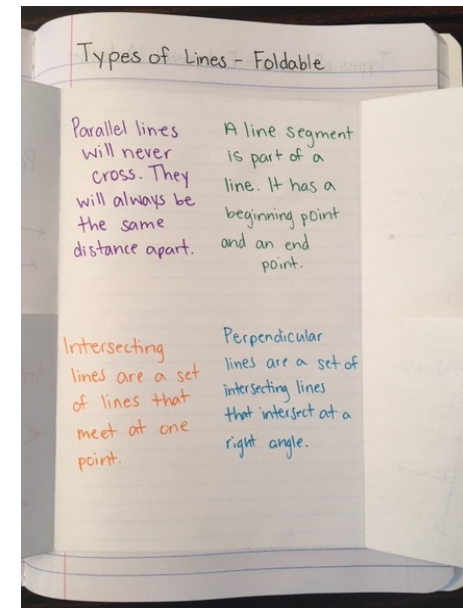 Types of Lines - Foldable
Parallel lines
will never
cross. They
will always be
the same
distance apart.
A line segment
is part of a
line. It has a
beginning point
and an end
point.
Intersecting
lines are a set
of lines that
meet at one
point.
Perpendicular
lines are a set of
intersecting lines
that intersect at a
right angle.